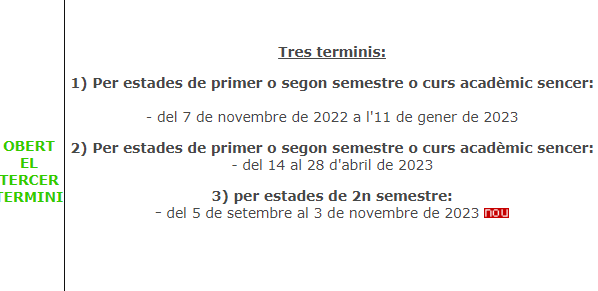 OBERT
EL
TERCER
TERMINI
Tres terminis:
1) Per estades de primer o segon semestre o curs acadèmic sencer:
- del 7 de novembre de 2022 a l'11 de gener de 2023
2) Per estades de primer o segon semestre o curs acadèmic sencer:
- del 14 al 28 d'abril de 2023
3) per estades de 2n semestre:
- del 5 de setembre al 3 de novembre de 2023 nou